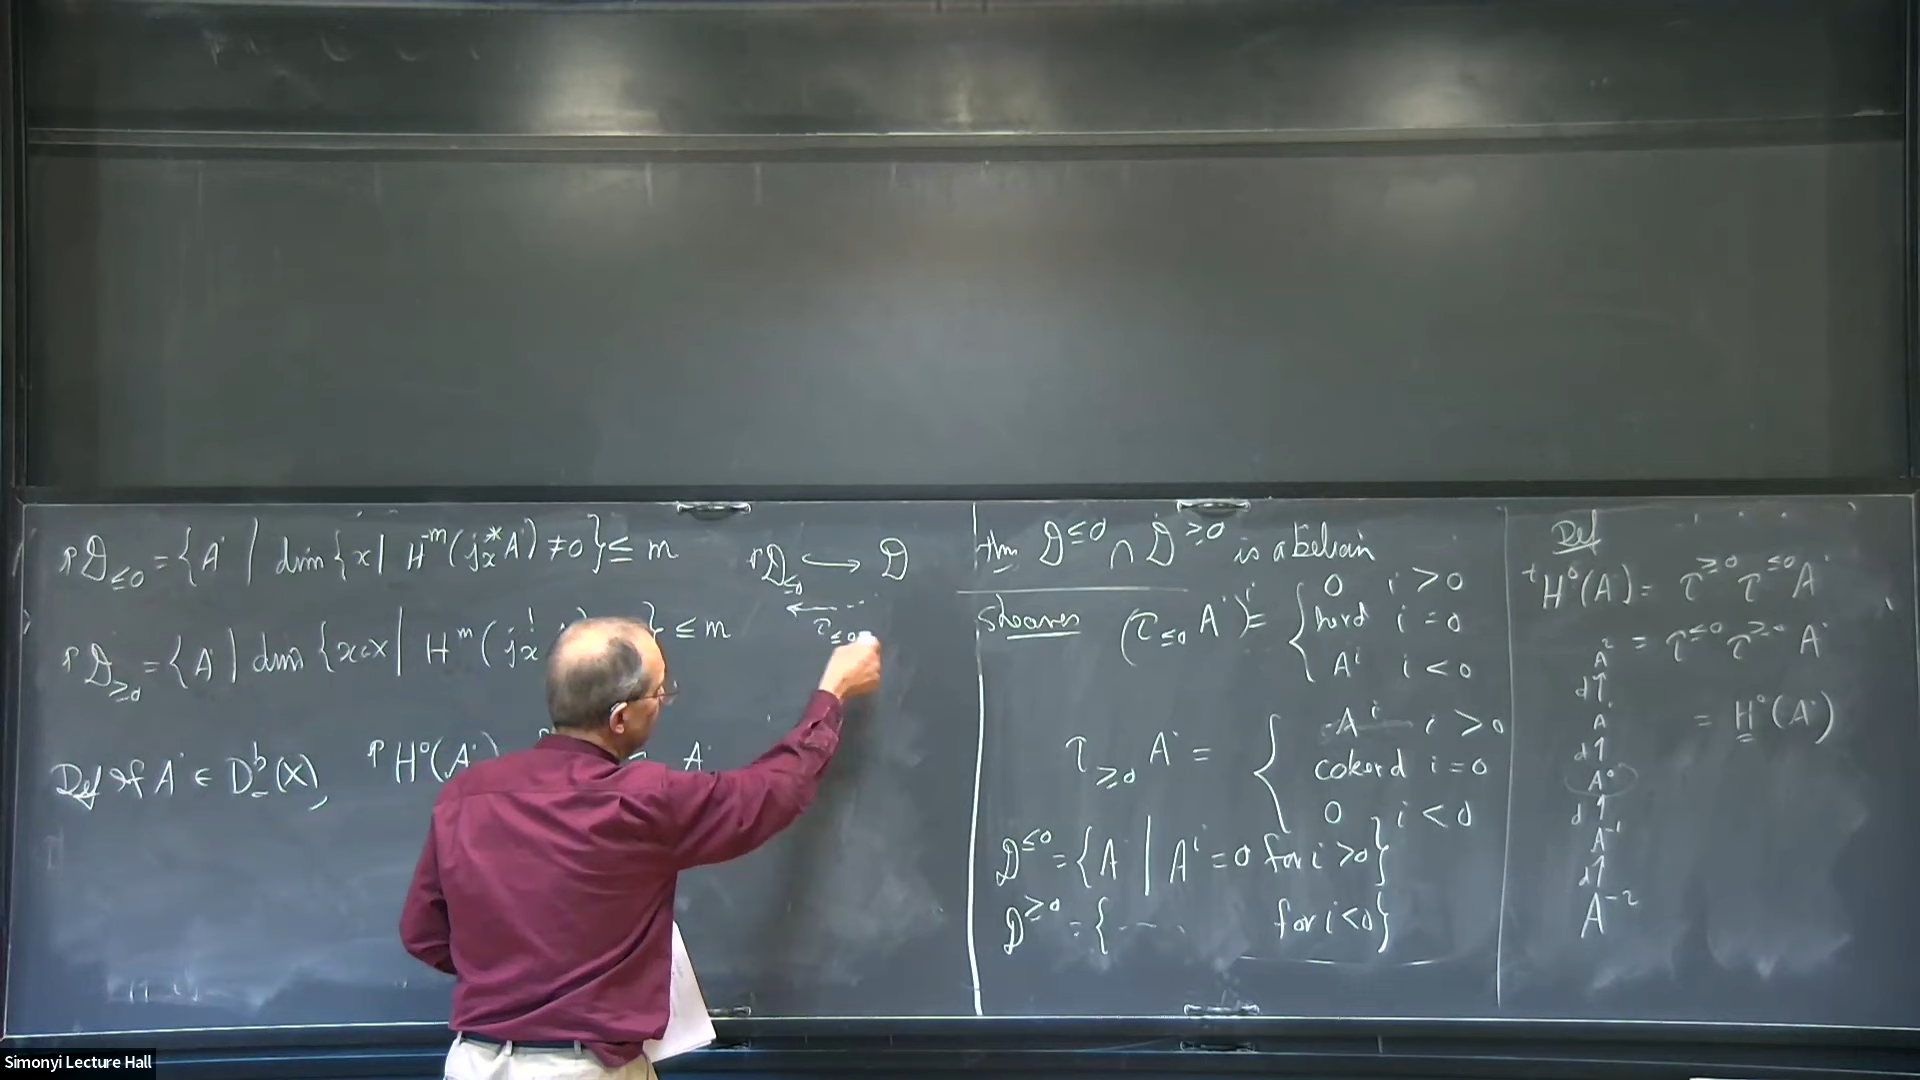 ᵖD≤0 = {A˙ | dim {x | H⁻ᵐ(jₓ*A˙) ≠ 0} ≤ m
ᵖD≥0 = {A˙ | dim {x∈X | Hᵐ(jₓ! } ≤ m
Def If A˙ ∈ Dᵇ(X), ᵖH⁰(A˙) A˙
ᵖD≤0 ↪ D
←
τ≤0
Thm D^≤0 ∩ D^≥0 is abelian
Sheaves (τ≤0 A˙)ⁱ = { 0 i > 0
ker d i = 0
Aⁱ i < 0
τ≥0 A˙ = { Aⁱ i > 0
coker d i = 0
0 i < 0
D^≤0 = {A˙ | Aⁱ = 0 for i > 0}
D^≥0 = { ... for i < 0}
Def
ᵗH⁰(A˙) = τ^≥0 τ^≤0 A˙
= τ^≤0 τ^≥0 A˙
= H⁰(A˙)
A²
d↑
A¹
d↑
A⁰
d↑
A⁻¹
d↑
A⁻²
Simonyi Lecture Hall